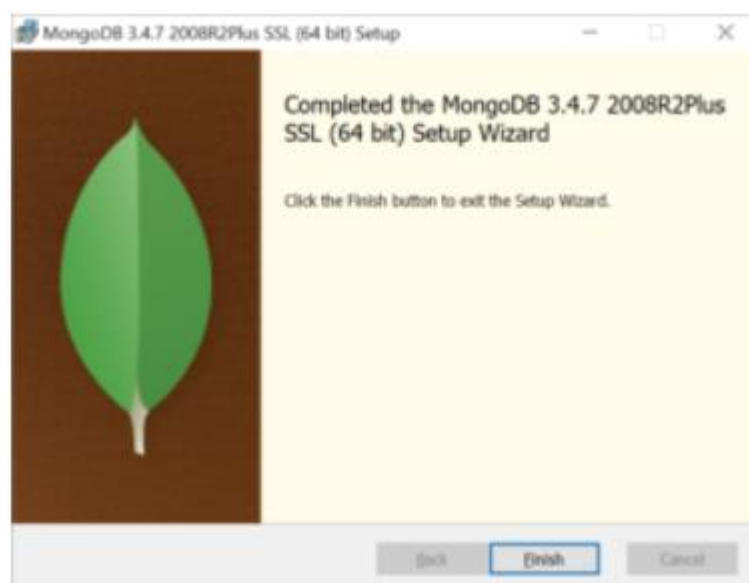 MongoDB 3.4.7 2008R2Plus SSL (64 bit) Setup
Completed the MongoDB 3.4.7 2008R2Plus
SSL (64 bit) Setup Wizard
Click the Finish button to exit the Setup Wizard.
Back Finish Cancel